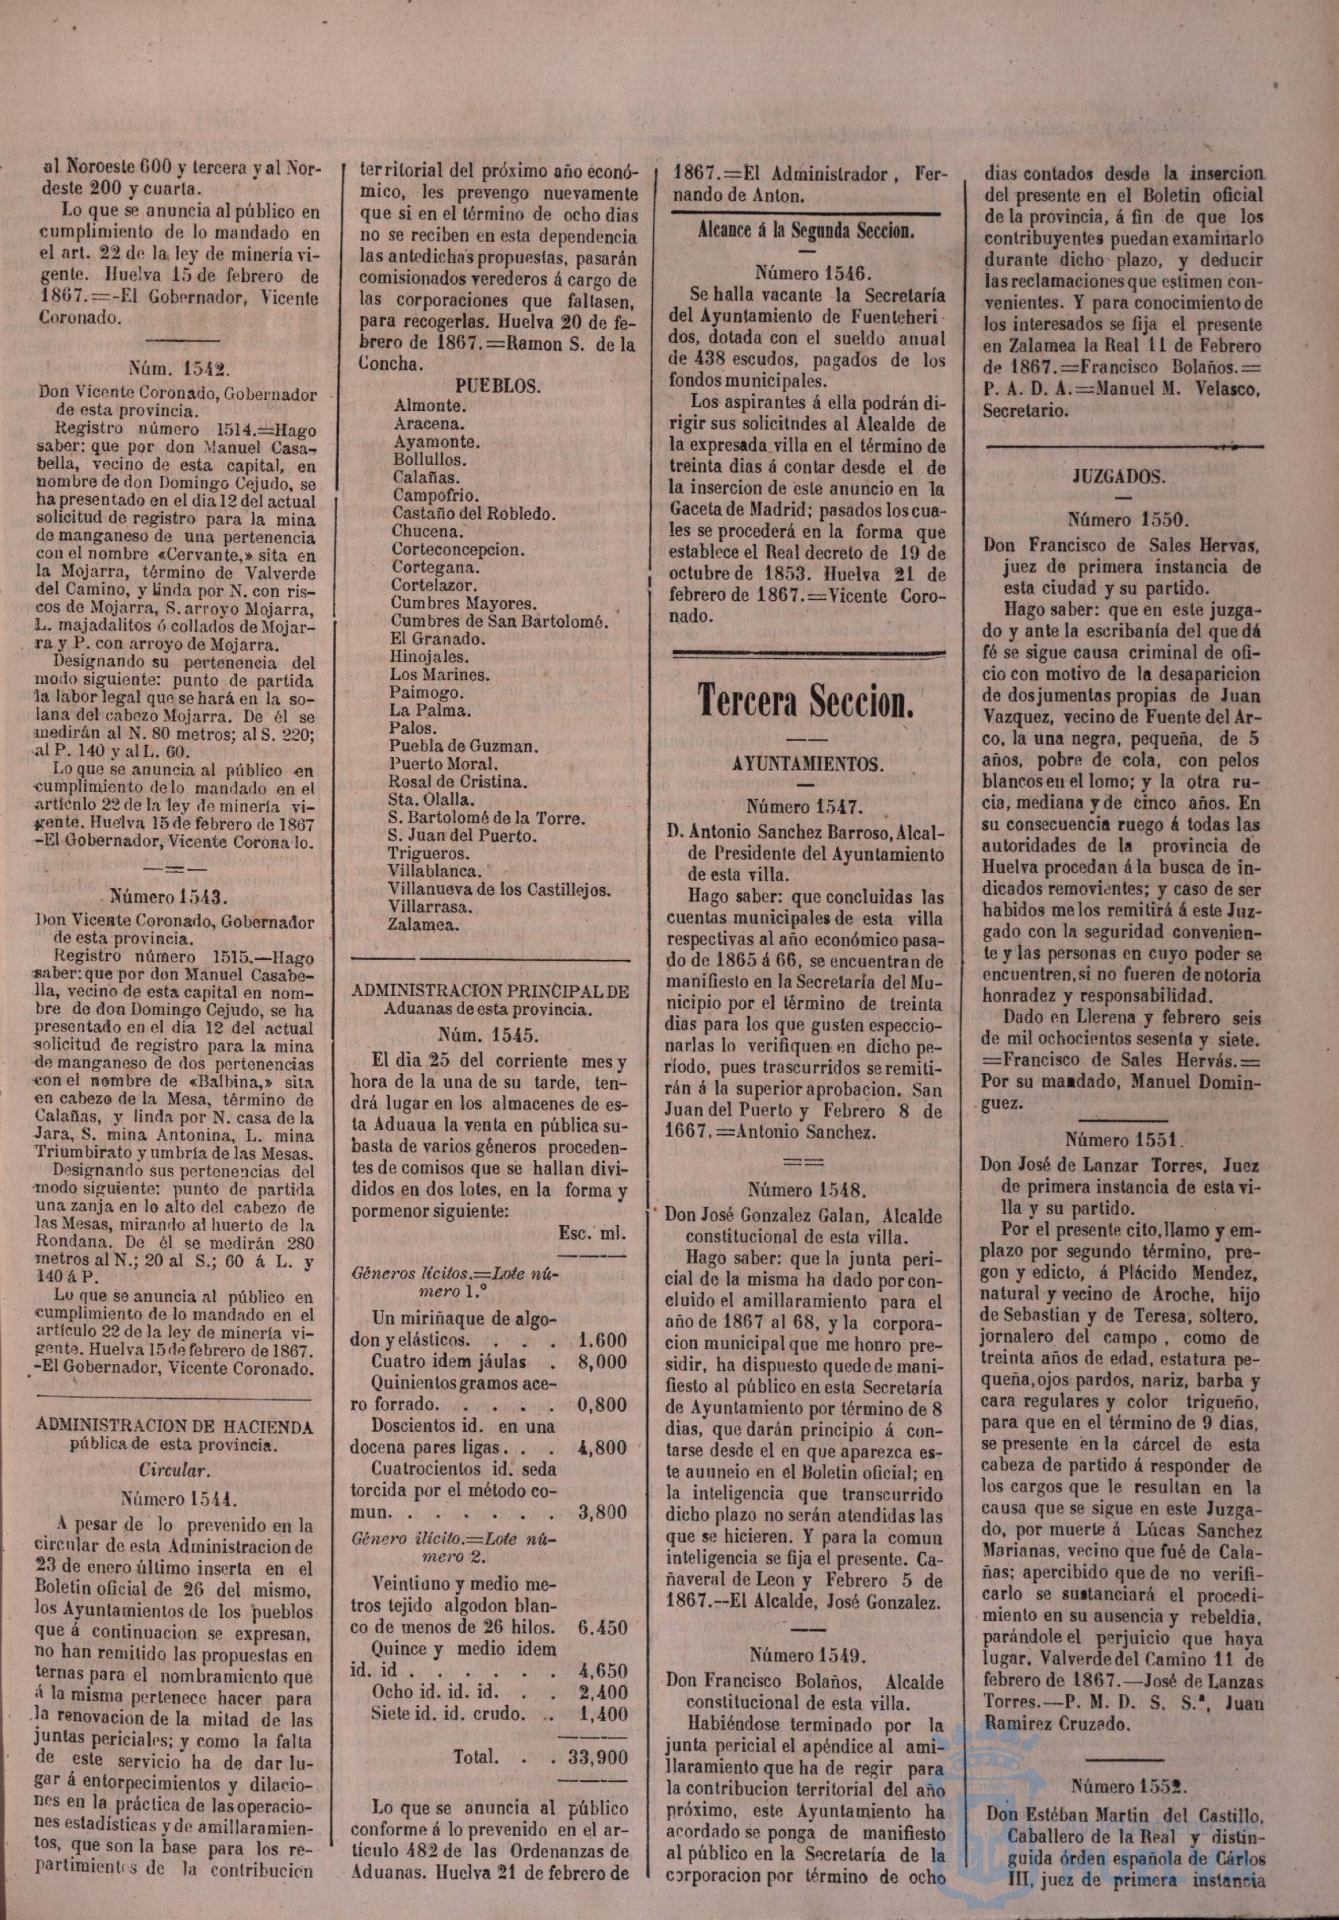 al Noroeste 600 y tercera y al Nor-
deste 200 y cuarta.
Lo que se anuncia al público en
cumplimiento de lo mandado en
el art. 22 de la ley de minería vi-
gente. Huelva 15 de febrero de
1867.=-El Gobernador, Vicente
Coronado.
Núm. 1542.
Don Vicente Coronado, Gobernador
de esta provincia.
Registro número 1514.=Hago
saber: que por don Manuel Casa-
bella, vecino de esta capital, en
nombre de don Domingo Cejudo, se
ha presentado en el dia 12 del actual
solicitud de registro para la mina
de manganeso de una pertenencia
con el nombre «Cervante,» sita en
la Mojarra, término de Valverde
del Camino, y linda por N. con ris-
cos de Mojarra, S. arroyo Mojarra,
L. majadalitos ó collados de Mojar-
ra y P. con arroyo de Mojarra.
Designando su pertenencia del
modo siguiente: punto de partida
la labor legal que se hará en la so-
lana del cabezo Mojarra. De él se
medirán al N. 80 metros; al S. 220;
al P. 140 y al L. 60.
Lo que se anuncia al público en
cumplimiento delo mandado en el
artículo 22 de la ley de minería vi-
gente. Huelva 15 de febrero de 1867
-El Gobernador, Vicente Corona lo.
Número 1543.
Don Vicente Coronado, Gobernador
de esta provincia.
Registro número 1515.—Hago
saber: que por don Manuel Casabe-
lla, vecino de esta capital en nom-
bre de don Domingo Cejudo, se ha
presentado en el dia 12 del actual
solicitud de registro para la mina
de manganeso de dos pertenencias
con el nombre de «Balbina,» sita
en cabezo de la Mesa, término de
Calañas, y linda por N. casa de la
Jara, S. mina Antonina, L. mina
Triumbirato y umbría de las Mesas.
Designando sus pertenencias del
modo siguiente: punto de partida
una zanja en lo alto del cabezo de
las Mesas, mirando al huerto de la
Rondana. De él se medirán 280
metros al N.; 20 al S.; 60 á L. y
140 á P.
Lo que se anuncia al público en
cumplimiento de lo mandado en el
artículo 22 de la ley de minería vi-
gente. Huelva 15 de febrero de 1867.
-El Gobernador, Vicente Coronado.
ADMINISTRACION DE HACIENDA
pública de esta provincia.
Circular.
Número 1544.
A pesar de lo prevenido en la
circular de esta Administracion de
23 de enero último inserta en el
Boletin oficial de 26 del mismo,
los Ayuntamientos de los pueblos
que á continuacion se expresan,
no han remitido las propuestas en
ternas para el nombramiento que
á la misma pertenece hacer para
la renovacion de la mitad de las
juntas periciales; y como la falta
de este servicio ha de dar lu-
gar á entorpecimientos y dilacio-
nes en la práctica de las operacio-
nes estadísticas y de amillaramien-
tos, que son la base para los re-
partimientos de la contribucion
territorial del próximo año econó-
mico, les prevengo nuevamente
que si en el término de ocho dias
no se reciben en esta dependencia
las antedichas propuestas, pasarán
comisionados verederos á cargo de
las corporaciones que faltasen,
para recogerlas. Huelva 20 de fe-
brero de 1867.=Ramon S. de la
Concha.
PUEBLOS.
Almonte.
Aracena.
Ayamonte.
Bollullos.
Calañas.
Campofrio.
Castaño del Robledo.
Chucena.
Corteconcepcion.
Cortegana.
Cortelazor.
Cumbres Mayores.
Cumbres de San Bartolomé.
El Granado.
Hinojales.
Los Marines.
Paimogo.
La Palma.
Palos.
Puebla de Guzman.
Puerto Moral.
Rosal de Cristina.
Sta. Olalla.
S. Bartolomé de la Torre.
S. Juan del Puerto.
Trigueros.
Villablanca.
Villanueva de los Castillejos.
Villarrasa.
Zalamea.
ADMINISTRACION PRINCIPAL DE
Aduanas de esta provincia.
Núm. 1545.
El dia 25 del corriente mes y
hora de la una de su tarde, ten-
drá lugar en los almacenes de es-
ta Aduaua la venta en pública su-
basta de varios géneros proceden-
tes de comisos que se hallan divi-
didos en dos lotes, en la forma y
pormenor siguiente:
Esc. ml.
Géneros lícitos.=Lote nú-
mero 1.°
Un miriñaque de algo-
don y elásticos. . . . 1.600
Cuatro idem jáulas . 8,000
Quinientos gramos ace-
ro forrado. . . . . 0,800
Doscientos id. en una
docena pares ligas. . . 4,800
Cuatrocientos id. seda
torcida por el método co-
mun. . . . . . . 3,800
Género ilícito.=Lote nú-
mero 2.
Veintiuno y medio me-
tros tejido algodon blan-
co de menos de 26 hilos. 6.450
Quince y medio idem
id. id . . . . . . 4,650
Ocho id. id. id. . . 2,400
Siete id. id. crudo. .. 1,400
Total. . . 33,900
Lo que se anuncia al público
conforme á lo prevenido en el ar-
tículo 482 de las Ordenanzas de
Aduanas. Huelva 21 de febrero de
1867.=El Administrador, Fer-
nando de Anton.
Alcance á la Segunda Seccion.
Número 1546.
Se halla vacante la Secretaría
del Ayuntamiento de Fuenteheri-
dos, dotada con el sueldo anual
de 438 escudos, pagados de los
fondos municipales.
Los aspirantes á ella podrán di-
rigir sus solicitndes al Alcalde de
la expresada villa en el término de
treinta dias á contar desde el de
la insercion de este anuncio en la
Gaceta de Madrid; pasados los cua-
les se procederá en la forma que
establece el Real decreto de 19 de
octubre de 1853. Huelva 21 de
febrero de 1867.=Vicente Coro-
nado.
Tercera Seccion.
AYUNTAMIENTOS.
Número 1547.
D. Antonio Sanchez Barroso, Alcal-
de Presidente del Ayuntamiento
de esta villa.
Hago saber: que concluidas las
cuentas municipales de esta villa
respectivas al año económico pasa-
do de 1865 á 66, se encuentran de
manifiesto en la Secretaría del Mu-
nicipio por el término de treinta
dias para los que gusten especcio-
narlas lo verifiquen en dicho pe-
ríodo, pues trascurridos se remiti-
rán á la superior aprobacion. San
Juan del Puerto y Febrero 8 de
1667.=Antonio Sanchez.
Número 1548.
Don José Gonzalez Galan, Alcalde
constitucional de esta villa.
Hago saber: que la junta peri-
cial de la misma ha dado por con-
cluido el amillaramiento para el
año de 1867 al 68, y la corpora-
cion municipal que me honro pre-
sidir, ha dispuesto quede de mani-
fiesto al público en esta Secretaría
de Ayuntamiento por término de 8
dias, que darán principio á con-
tarse desde el en que aparezca es-
te auuneio en el Boletin oficial; en
la inteligencia que transcurrido
dicho plazo no serán atendidas las
que se hicieren. Y para la comun
inteligencia se fija el presente. Ca-
ñaveral de Leon y Febrero 5 de
1867.--El Alcalde, José Gonzalez.
Número 1549.
Don Francisco Bolaños, Alcalde
constitucional de esta villa.
Habiéndose terminado por la
junta pericial el apéndice al ami-
llaramiento que ha de regir para
la contribucion territorial del año
próximo, este Ayuntamiento ha
acordado se ponga de manifiesto
al público en la Secretaría de la
corporacion por término de ocho
dias contados desde la insercion
del presente en el Boletin oficial
de la provincia, á fin de que los
contribuyentes puedan examinarlo
durante dicho plazo, y deducir
las reclamaciones que estimen con-
venientes. Y para conocimiento de
los interesados se fija el presente
en Zalamea la Real 11 de Febrero
de 1867.=Francisco Bolaños.=
P. A. D. A.=Manuel M. Velasco,
Secretario.
JUZGADOS.
Número 1550.
Don Francisco de Sales Hervas,
juez de primera instancia de
esta ciudad y su partido.
Hago saber: que en este juzga-
do y ante la escribanía del que dá
fé se sigue causa criminal de ofi-
cio con motivo de la desaparicion
de dos jumentas propias de Juan
Vazquez, vecino de Fuente del Ar-
co, la una negra, pequeña, de 5
años, pobre de cola, con pelos
blancos en el lomo; y la otra ru-
cia, mediana y de cinco años. En
su consecuencia ruego á todas las
autoridades de la provincia de
Huelva procedan á la busca de in-
dicados removientes; y caso de ser
habidos me los remitirá á este Juz-
gado con la seguridad convenien-
te y las personas en cuyo poder se
encuentren, si no fueren de notoria
honradez y responsabilidad.
Dado en Llerena y febrero seis
de mil ochocientos sesenta y siete.
=Francisco de Sales Hervás.=
Por su mandado, Manuel Domin-
guez.
Número 1551.
Don José de Lanzar Torres, Juez
de primera instancia de esta vi-
lla y su partido.
Por el presente cito, llamo y em-
plazo por segundo término, pre-
gon y edicto, á Plácido Mendez,
natural y vecino de Aroche, hijo
de Sebastian y de Teresa, soltero,
jornalero del campo, como de
treinta años de edad, estatura pe-
queña, ojos pardos, nariz, barba y
cara regulares y color trigueño,
para que en el término de 9 dias,
se presente en la cárcel de esta
cabeza de partido á responder de
los cargos que le resultan en la
causa que se sigue en este Juzga-
do, por muerte á Lúcas Sanchez
Marianas, vecino que fué de Cala-
ñas; apercibido que de no verifi-
carlo se sustanciará el procedi-
miento en su ausencia y rebeldia,
parándole el perjuicio que haya
lugar. Valverde del Camino 11 de
febrero de 1867.—José de Lanzas
Torres.—P. M. D. S. S.ª, Juan
Ramirez Cruzado.
Número 1552.
Don Estéban Martin del Castillo,
Caballero de la Real y distin-
guida órden española de Cárlos
III, juez de primera instancia